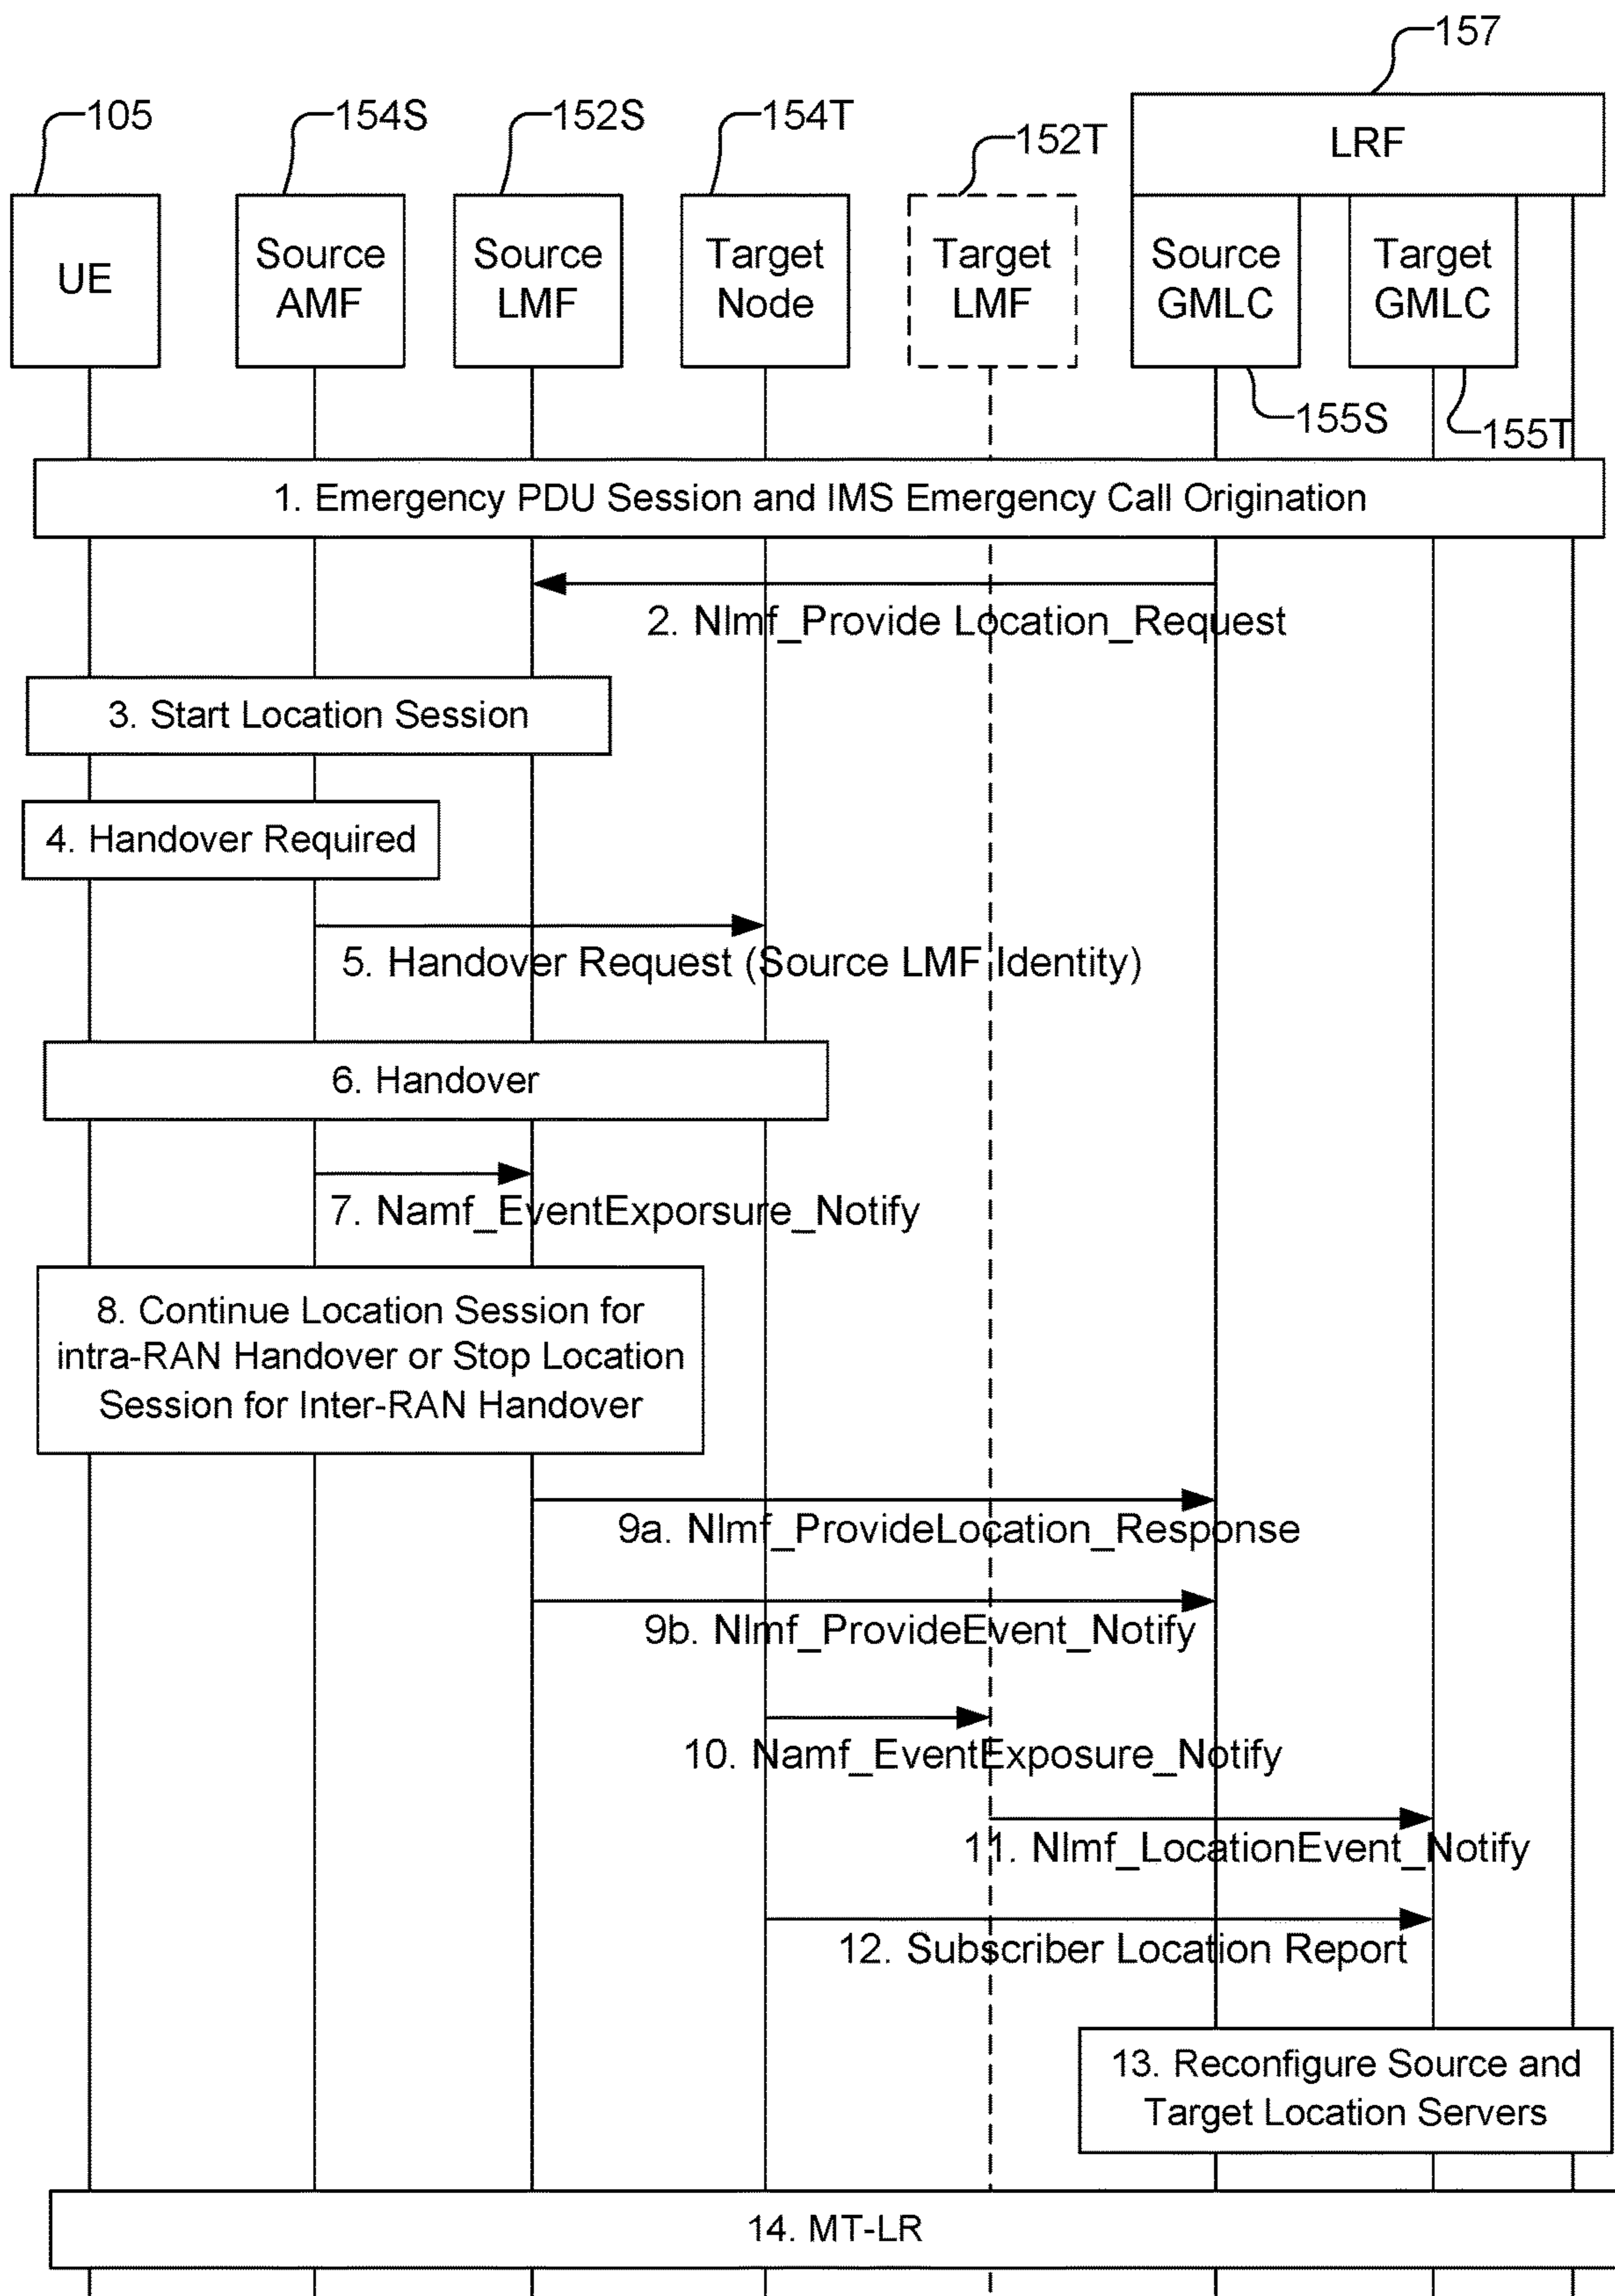 157
105
154S
152S
154T
152T
LRF
UE
Source
AMF
Source
LMF
Target
Node
Target
LMF
Source
GMLC
Target
GMLC
155S
155T
1. Emergency PDU Session and IMS Emergency Call Origination
2. Nlmf_Provide Location_Request
3. Start Location Session
4. Handover Required
5. Handover Request (Source LMF Identity)
6. Handover
7. Namf_EventExporsure_Notify
8. Continue Location Session for
intra-RAN Handover or Stop Location
Session for Inter-RAN Handover
9a. Nlmf_ProvideLocation_Response
9b. Nlmf_ProvideEvent_Notify
10. Namf_EventExposure_Notify
11. Nlmf_LocationEvent_Notify
12. Subscriber Location Report
13. Reconfigure Source and
Target Location Servers
14. MT-LR